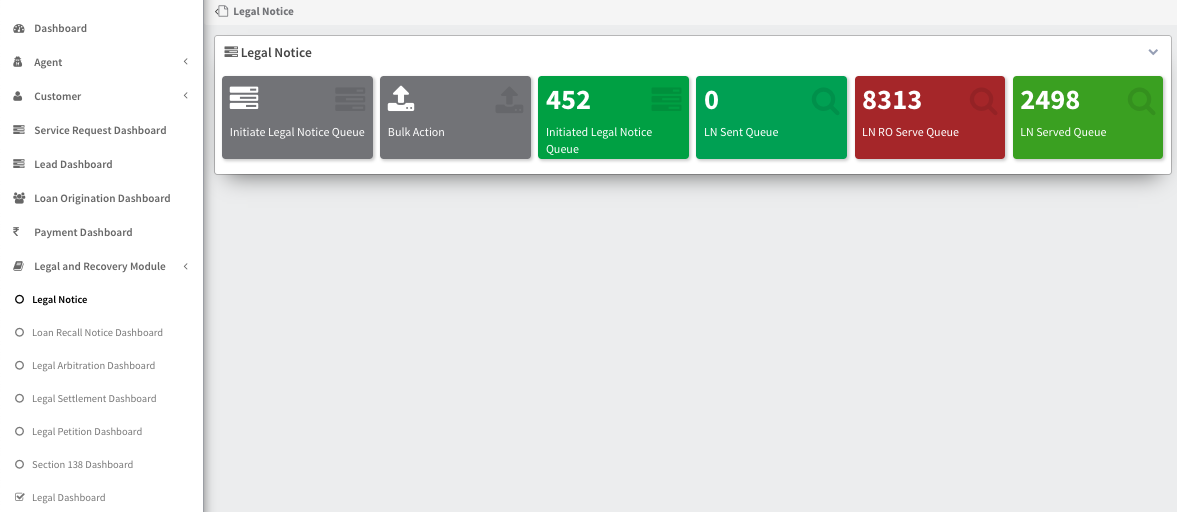 Legal Notice
Dashboard
Agent
Customer
Service Request Dashboard
Lead Dashboard
Loan Origination Dashboard
Payment Dashboard
Legal and Recovery Module
Legal Notice
Loan Recall Notice Dashboard
Legal Arbitration Dashboard
Legal Settlement Dashboard
Legal Petition Dashboard
Section 138 Dashboard
Legal Dashboard
Legal Notice
Initiate Legal Notice Queue
Bulk Action
452
Initiated Legal Notice
Queue
0
LN Sent Queue
8313
LN RO Serve Queue
2498
LN Served Queue